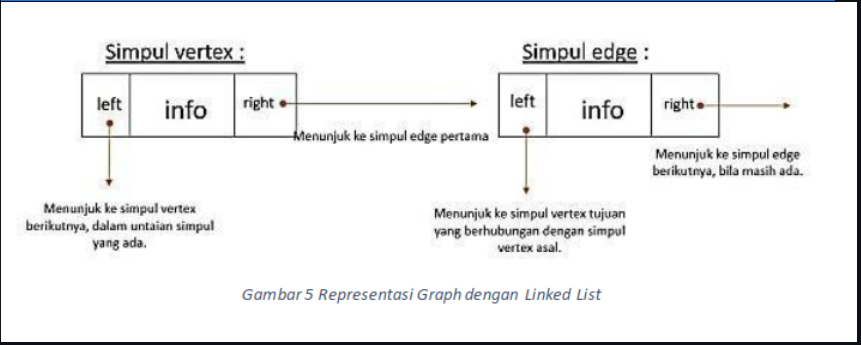 Simpul vertex :
left
info
right
Menunjuk ke simpul edge pertama
Menunjuk ke simpul vertex
berikutnya, dalam untaian simpul
yang ada.
Simpul edge :
left
info
right
Menunjuk ke simpul edge
berikutnya, bila masih ada.
Menunjuk ke simpul vertex tujuan
yang berhubungan dengan simpul
vertex asal.
Gambar 5 Representasi Graph dengan Linked List